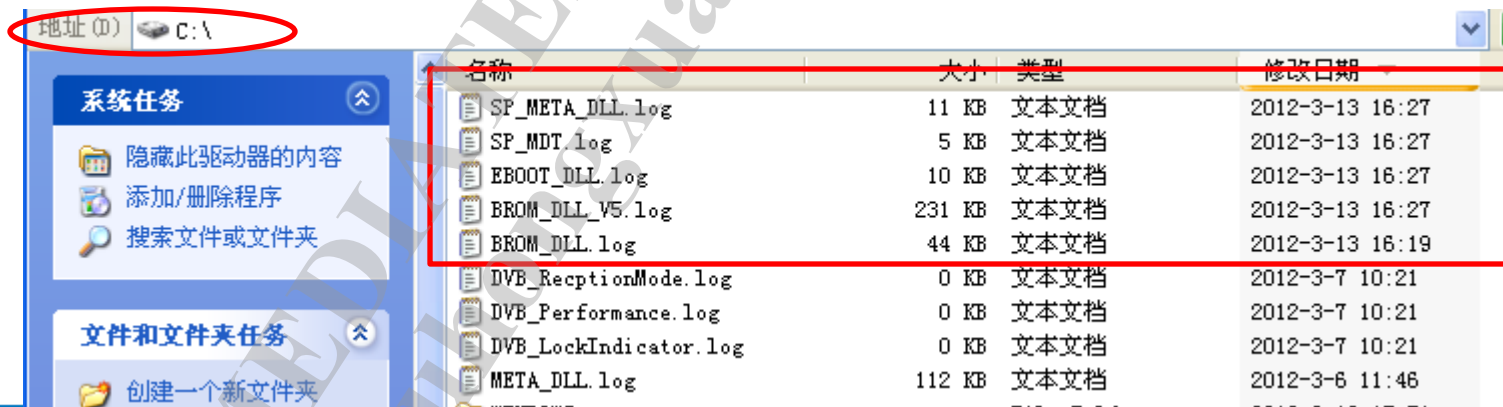 地址(D) C:\
名称 大小 类型 修改日期
系统任务
隐藏此驱动器的内容
添加/删除程序
搜索文件或文件夹
文件和文件夹任务
创建一个新文件夹
SP_META_DLL.log 11 KB 文本文档 2012-3-13 16:27
SP_MDT.log 5 KB 文本文档 2012-3-13 16:27
EBOOT_DLL.log 10 KB 文本文档 2012-3-13 16:27
BROM_DLL_V5.log 231 KB 文本文档 2012-3-13 16:27
BROM_DLL.log 44 KB 文本文档 2012-3-13 16:19
DVB_RecptionMode.log 0 KB 文本文档 2012-3-7 10:21
DVB_Performance.log 0 KB 文本文档 2012-3-7 10:21
DVB_LockIndicator.log 0 KB 文本文档 2012-3-7 10:21
META_DLL.log 112 KB 文本文档 2012-3-6 11:46